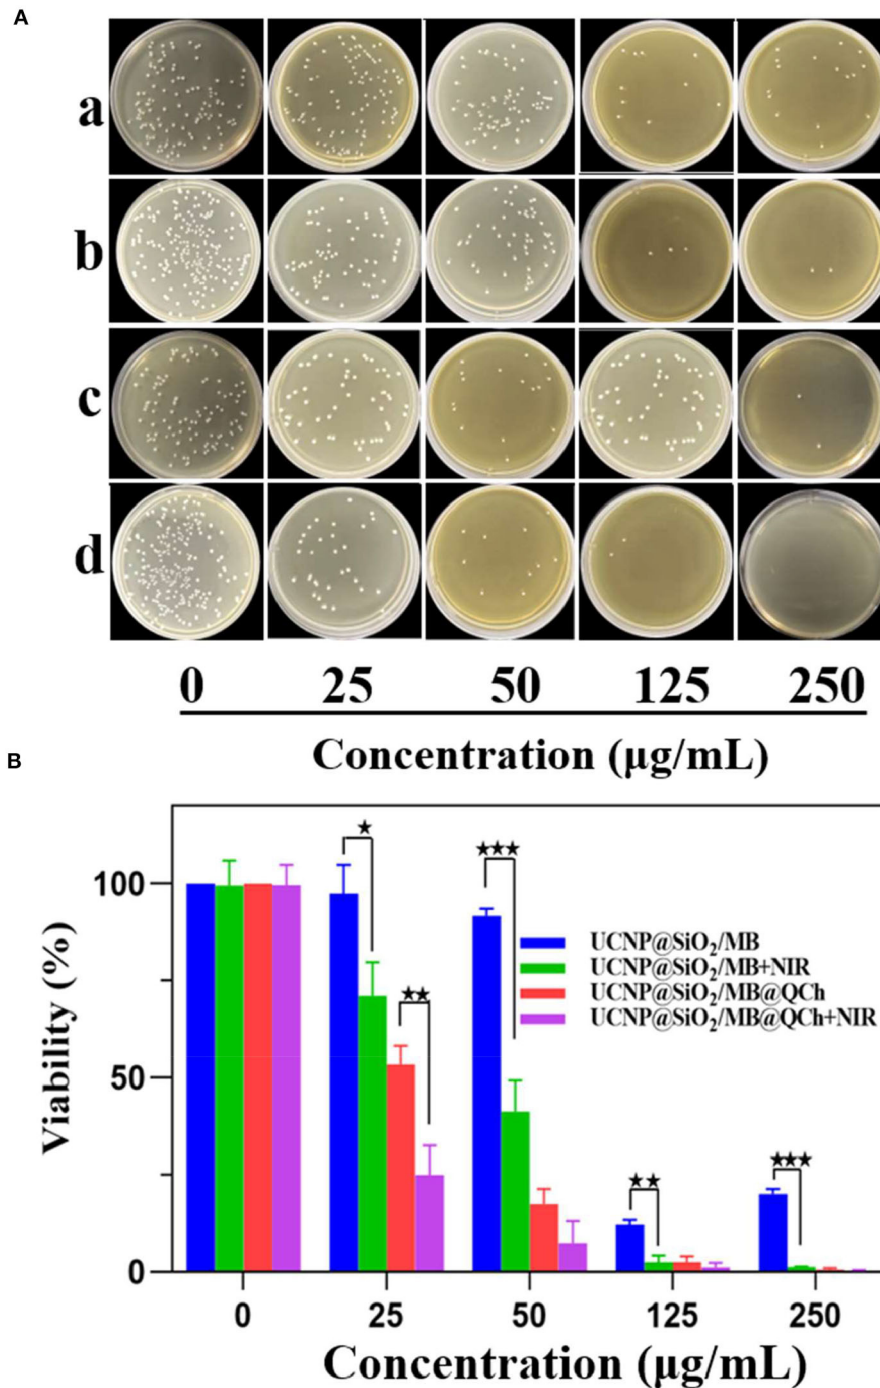 A
a
b
c
d
0 25 50 125 250
Concentration (µg/mL)
B
★ ★★★
100
UCNP@SiO₂/MB
UCNP@SiO₂/MB+NIR
★★ UCNP@SiO₂/MB@QCh
UCNP@SiO₂/MB@QCh+NIR
Viability (%)
50
★★ ★★★
0
0 25 50 125 250
Concentration (µg/mL)